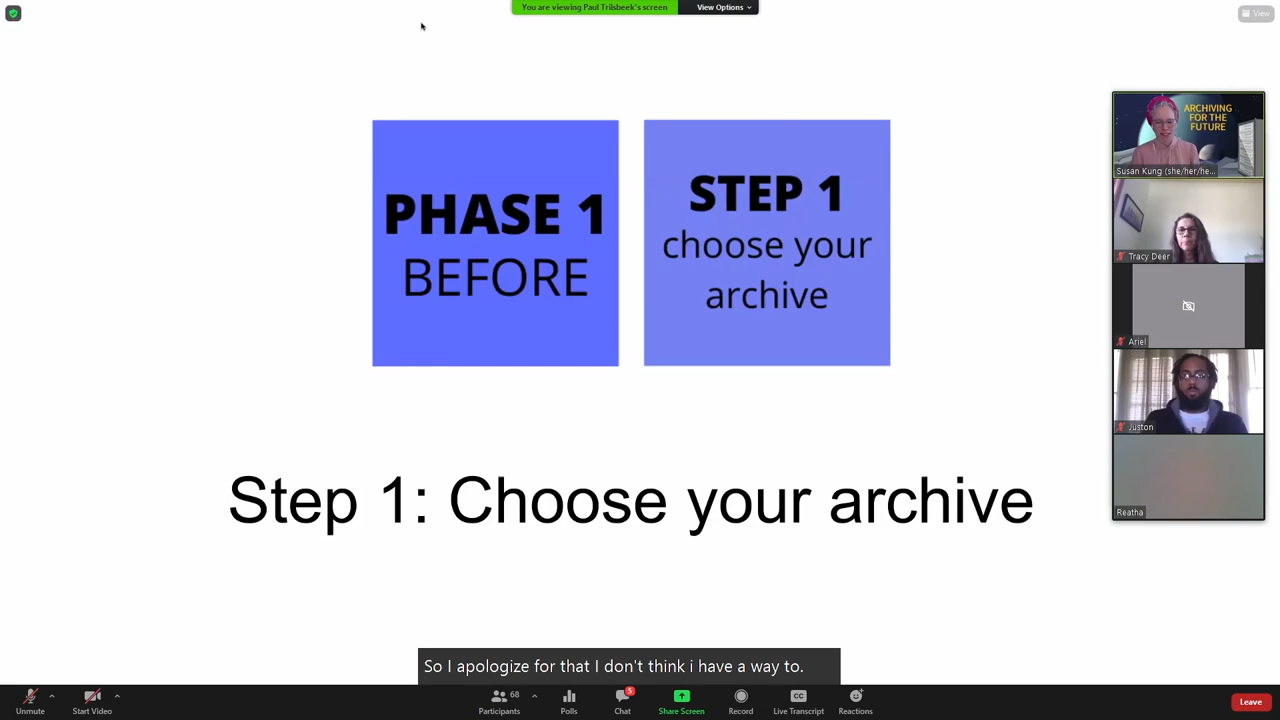 You are viewing Paul Trilsbeek's screen
View Options
View
PHASE 1
BEFORE
STEP 1
choose your
archive
Step 1: Choose your archive
ARCHIVING
FOR THE
FUTURE
Susan Kung (she/her/he...
Tracy Deer
Ariel
Juston
Reatha
So I apologize for that I don't think i have a way to.
Unmute
Start Video
68
Participants
Polls
5
Chat
Share Screen
Record
CC
Live Transcript
Reactions
Leave